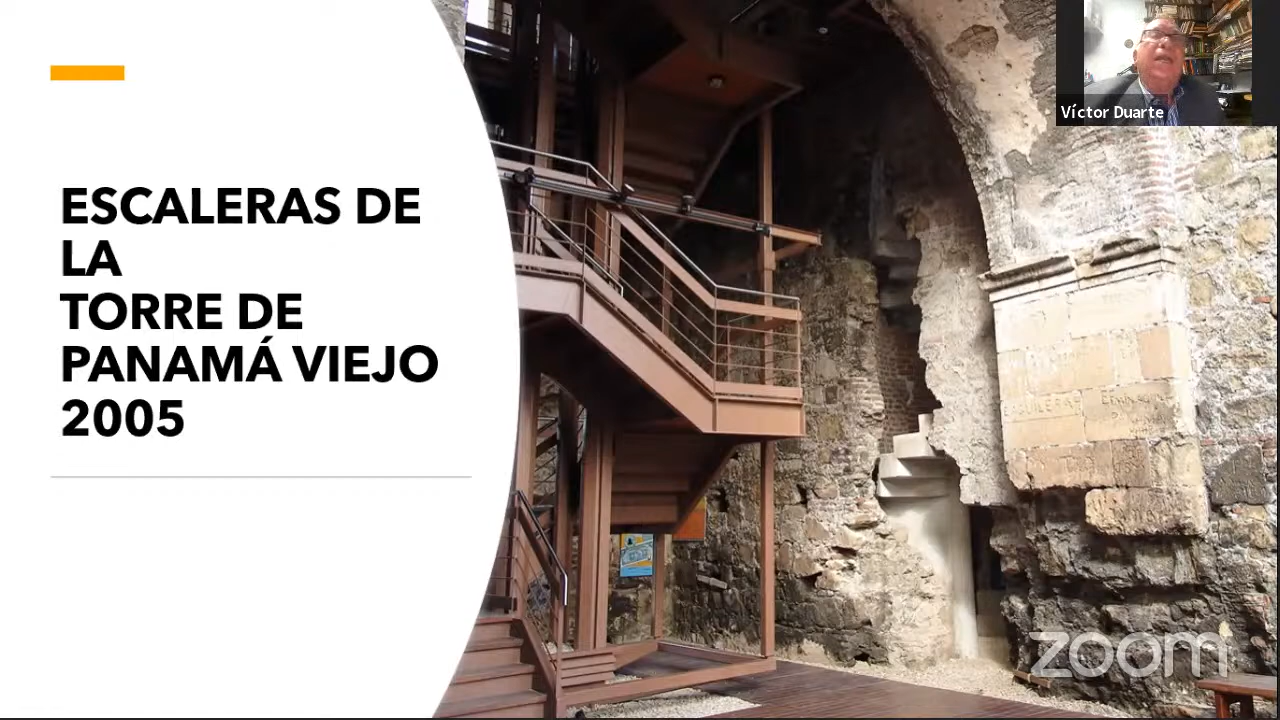 ESCALERAS DE
LA
TORRE DE
PANAMÁ VIEJO
2005
Víctor Duarte
zoom